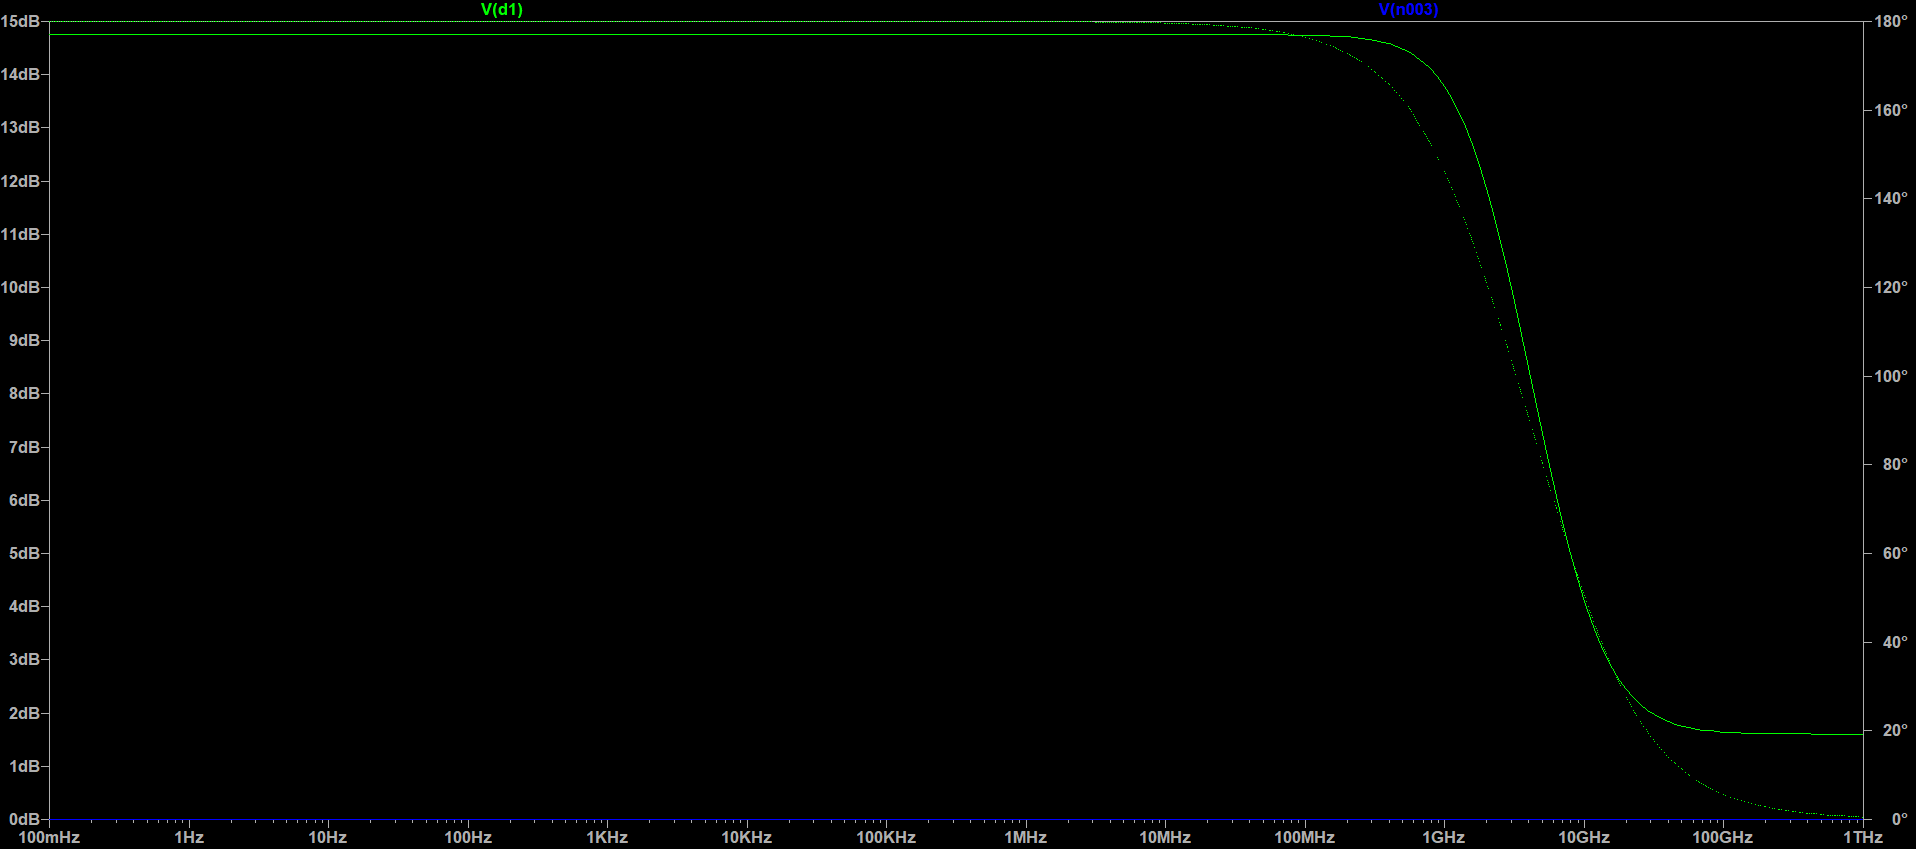 V(d1) V(n003)
15dB 180°
14dB
13dB 160°
12dB
11dB 140°
10dB 120°
9dB
8dB 100°
7dB
6dB 80°
5dB 60°
4dB
3dB 40°
2dB 20°
1dB
0dB 0°
100mHz 1Hz 10Hz 100Hz 1KHz 10KHz 100KHz 1MHz 10MHz 100MHz 1GHz 10GHz 100GHz 1THz